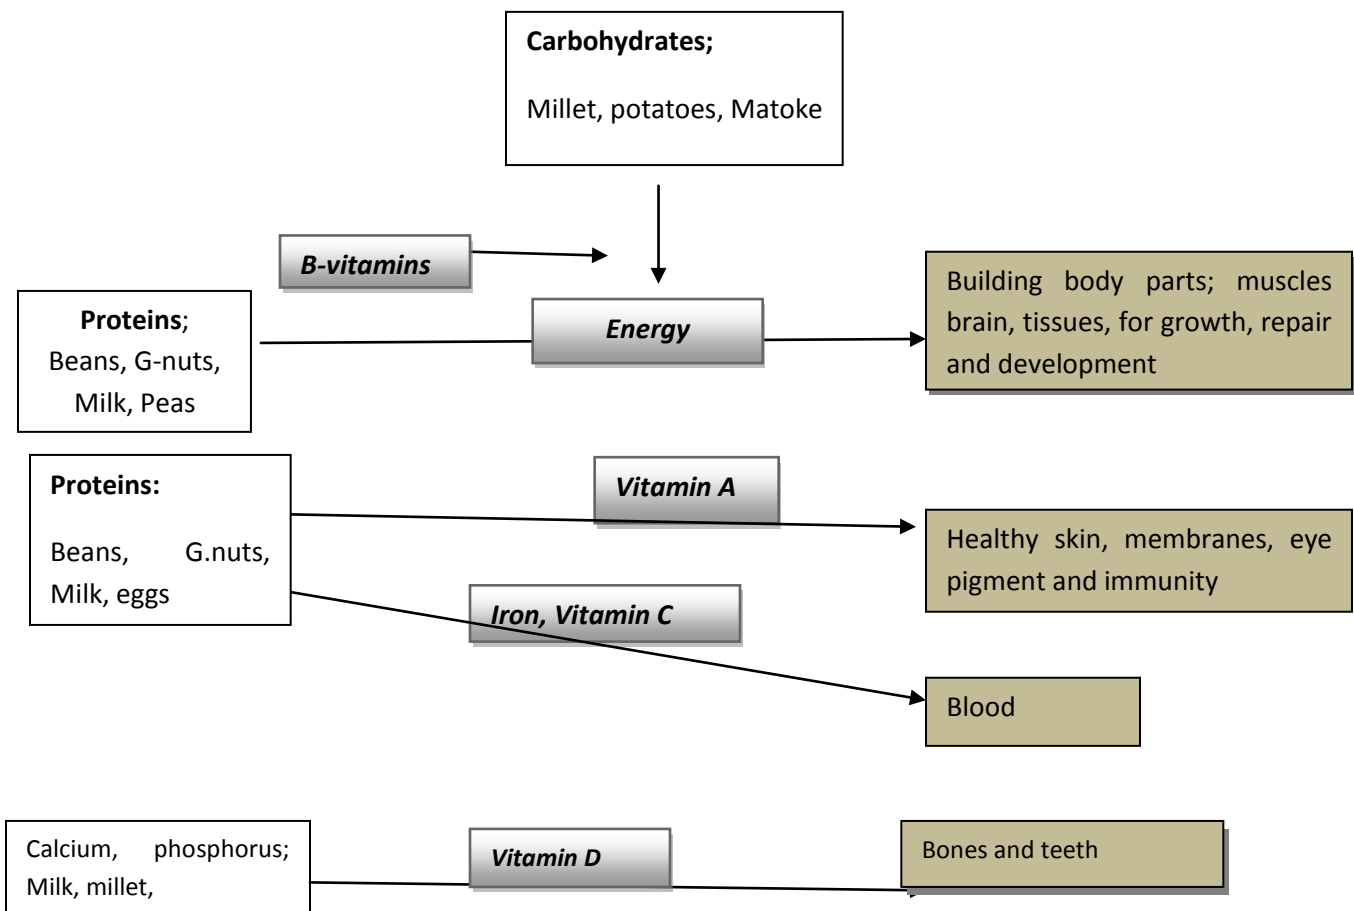 Carbohydrates;
Millet, potatoes, Matoke
B-vitamins
Proteins;
Beans, G-nuts,
Milk, Peas
Energy
Building body parts; muscles
brain, tissues, for growth, repair
and development
Proteins:
Beans, G.nuts,
Milk, eggs
Vitamin A
Healthy skin, membranes, eye
pigment and immunity
Iron, Vitamin C
Blood
Calcium, phosphorus;
Milk, millet,
Vitamin D
Bones and teeth